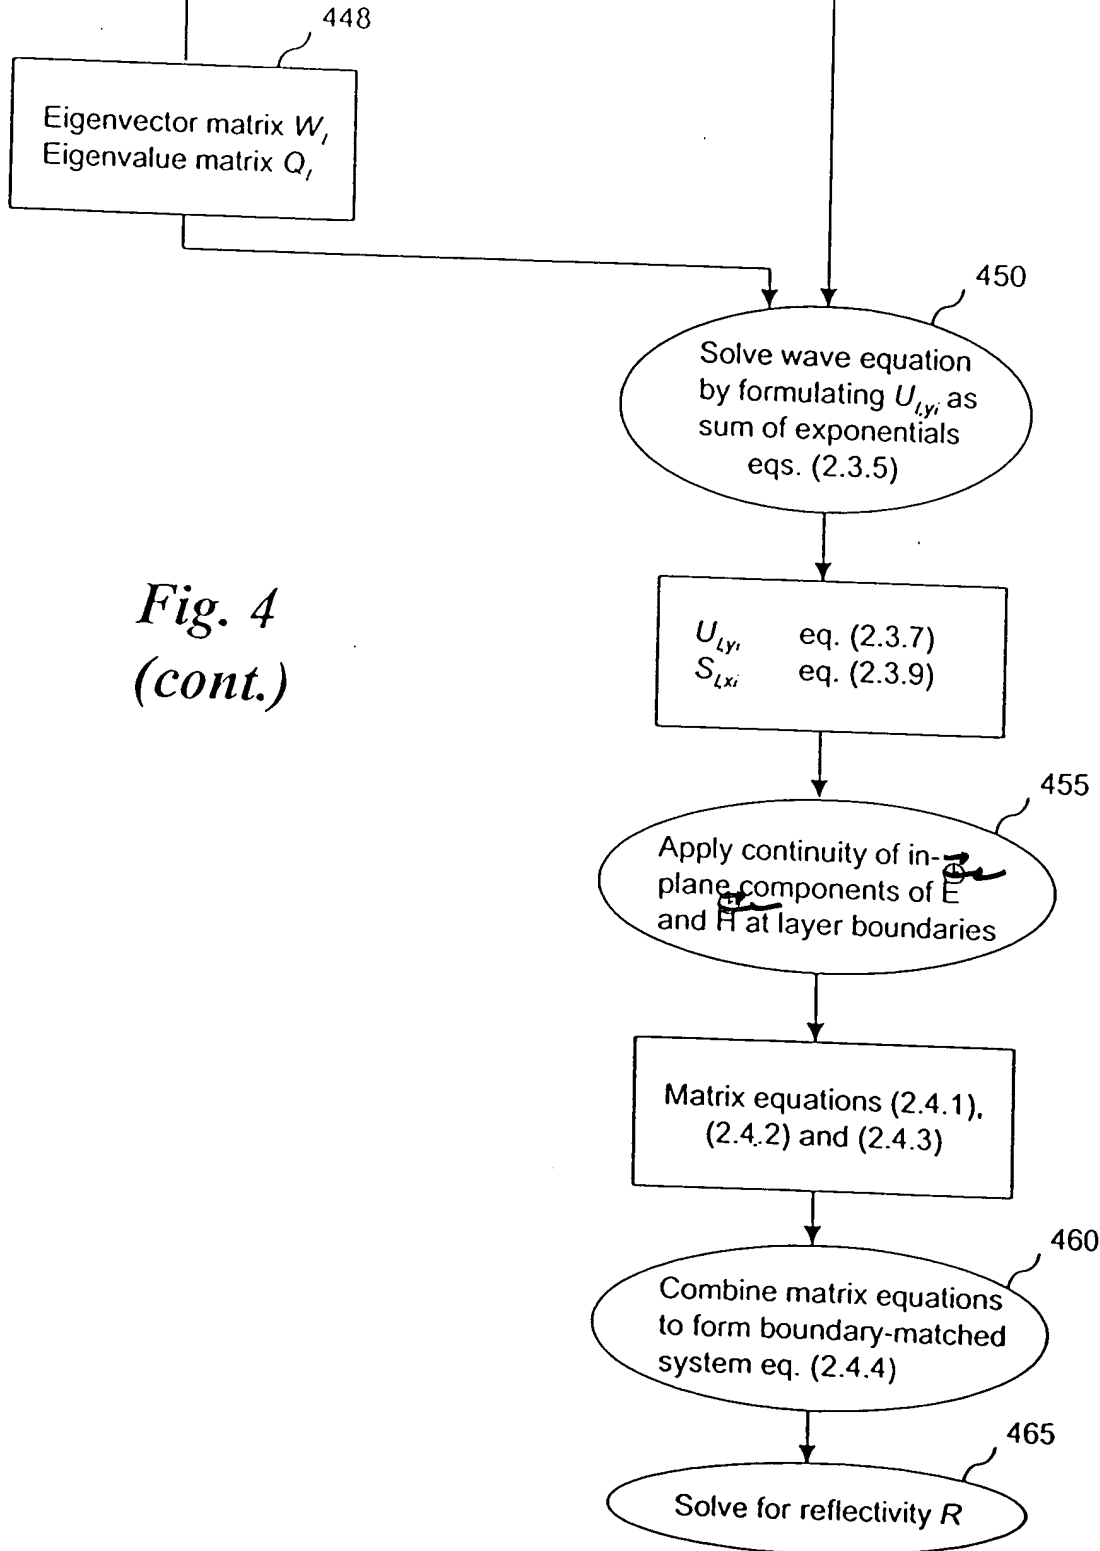 448
Eigenvector matrix W_l
Eigenvalue matrix Q_l
450
Solve wave equation
by formulating U_l,yi as
sum of exponentials
eqs. (2.3.5)
Fig. 4
(cont.)
U_l,yi eq. (2.3.7)
S_l,xi eq. (2.3.9)
455
Apply continuity of in-
plane components of E
and H at layer boundaries
Matrix equations (2.4.1),
(2.4.2) and (2.4.3)
460
Combine matrix equations
to form boundary-matched
system eq. (2.4.4)
465
Solve for reflectivity R